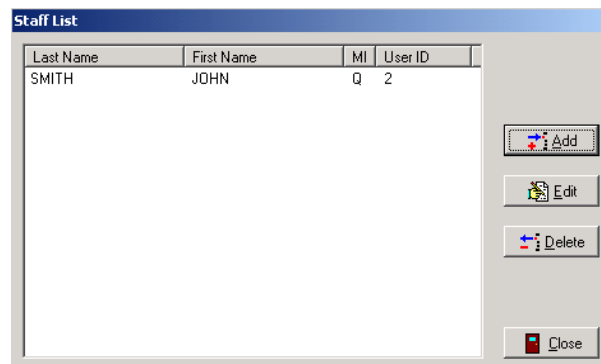 Staff List
Last Name First Name MI User ID
SMITH JOHN Q 2
Add
Edit
Delete
Close